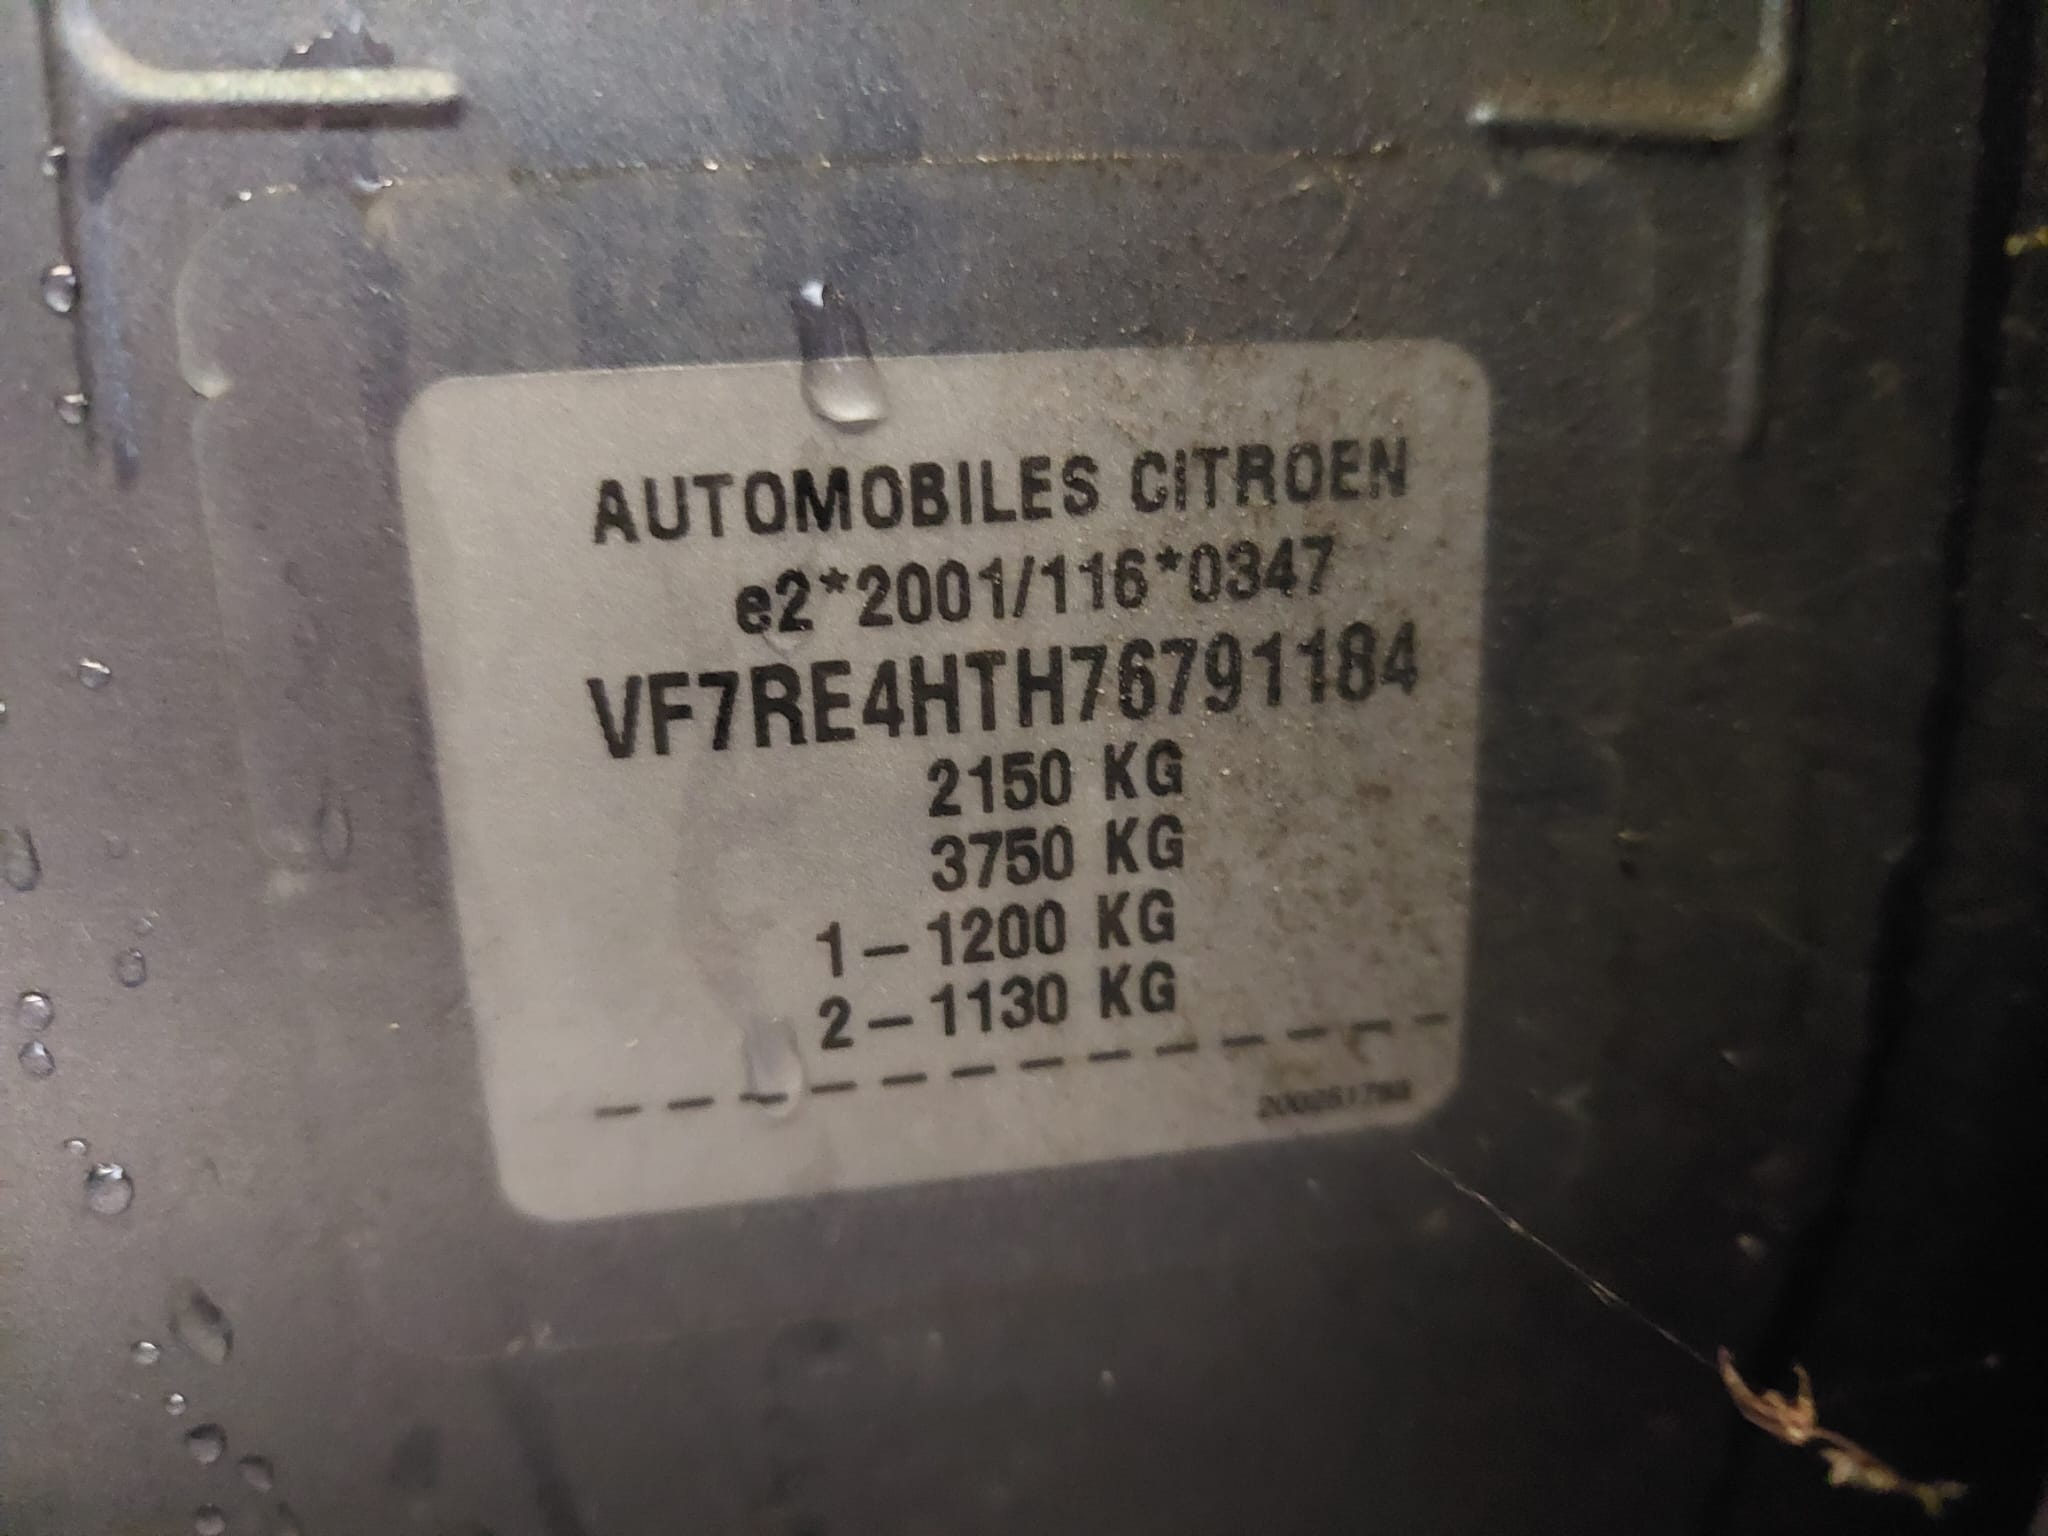 AUTOMOBILES CITROEN
e2*2001/116*0347
VF7RE4HTH76791184
2150 KG
3750 KG
1-1200 KG
2-1130 KG